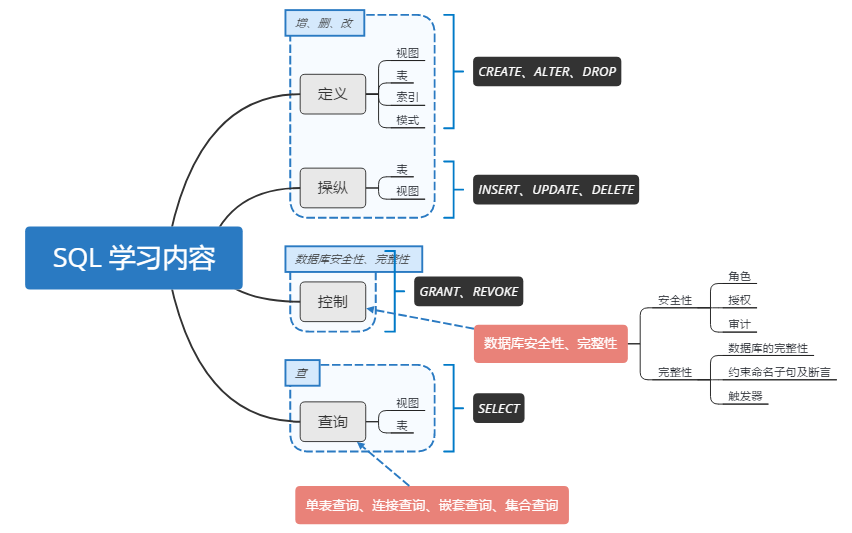 增、删、改
视图
表
定义
索引
模式
CREATE、ALTER、DROP
表
操纵
视图
INSERT、UPDATE、DELETE
SQL 学习内容
数据库安全性、完整性
控制
GRANT、REVOKE
数据库安全性、完整性
安全性
角色
授权
审计
完整性
数据库的完整性
约束命名子句及断言
触发器
查
视图
查询
表
SELECT
单表查询、连接查询、嵌套查询、集合查询